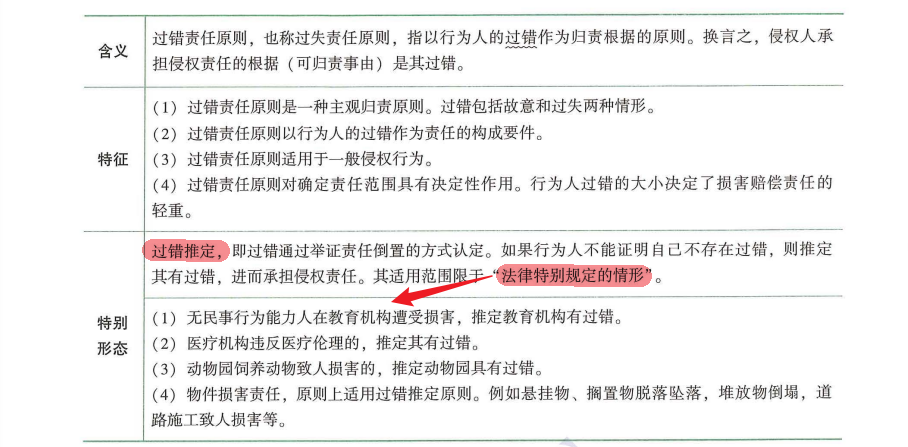 含义
过错责任原则，也称过失责任原则，指以行为人的过错作为归责根据的原则。换言之，侵权人承
担侵权责任的根据（可归责事由）是其过错。
特征
（1）过错责任原则是一种主观归责原则。过错包括故意和过失两种情形。
（2）过错责任原则以行为人的过错作为责任的构成要件。
（3）过错责任原则适用于一般侵权行为。
（4）过错责任原则对确定责任范围具有决定性作用。行为人过错的大小决定了损害赔偿责任的
轻重。
特别
形态
过错推定，即过错通过举证责任倒置的方式认定。如果行为人不能证明自己不存在过错，则推定
其有过错，进而承担侵权责任。其适用范围限于“法律特别规定的情形”。
（1）无民事行为能力人在教育机构遭受损害，推定教育机构有过错。
（2）医疗机构违反医疗伦理的，推定其有过错。
（3）动物园饲养动物致人损害的，推定动物园具有过错。
（4）物件损害责任，原则上适用过错推定原则。例如悬挂物、搁置物脱落坠落，堆放物倒塌，道
路施工致人损害等。